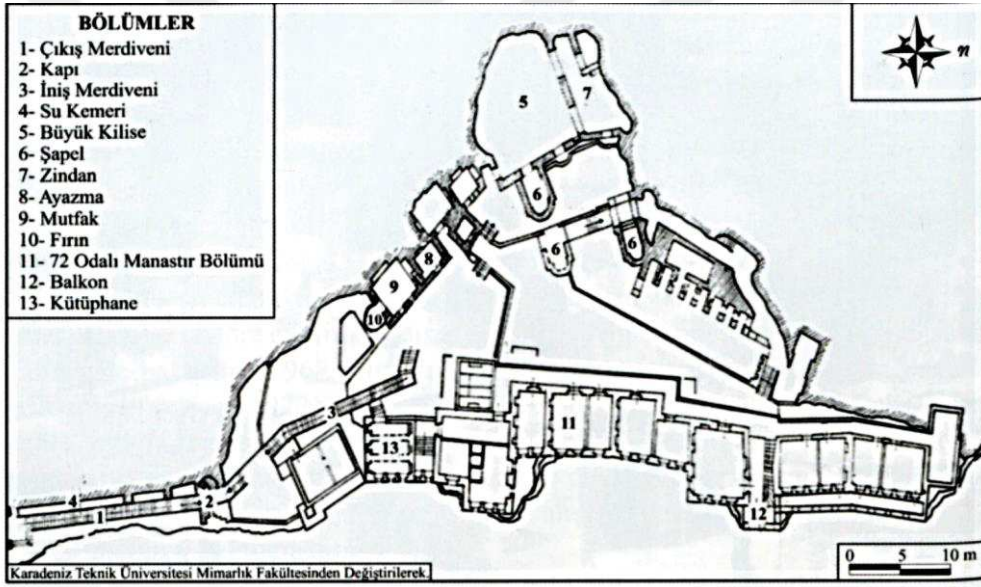 BÖLÜMLER
1- Çıkış Merdiveni
2- Kapı
3- İniş Merdiveni
4- Su Kemeri
5- Büyük Kilise
6- Şapel
7- Zindan
8- Ayazma
9- Mutfak
10- Fırın
11- 72 Odalı Manastır Bölümü
12- Balkon
13- Kütüphane
n
5
7
6
6
6
8
9
10
3
11
13
4
2
1
12
0 5 10 m
Karadeniz Teknik Üniversitesi Mimarlık Fakültesinden Değiştirilerek.